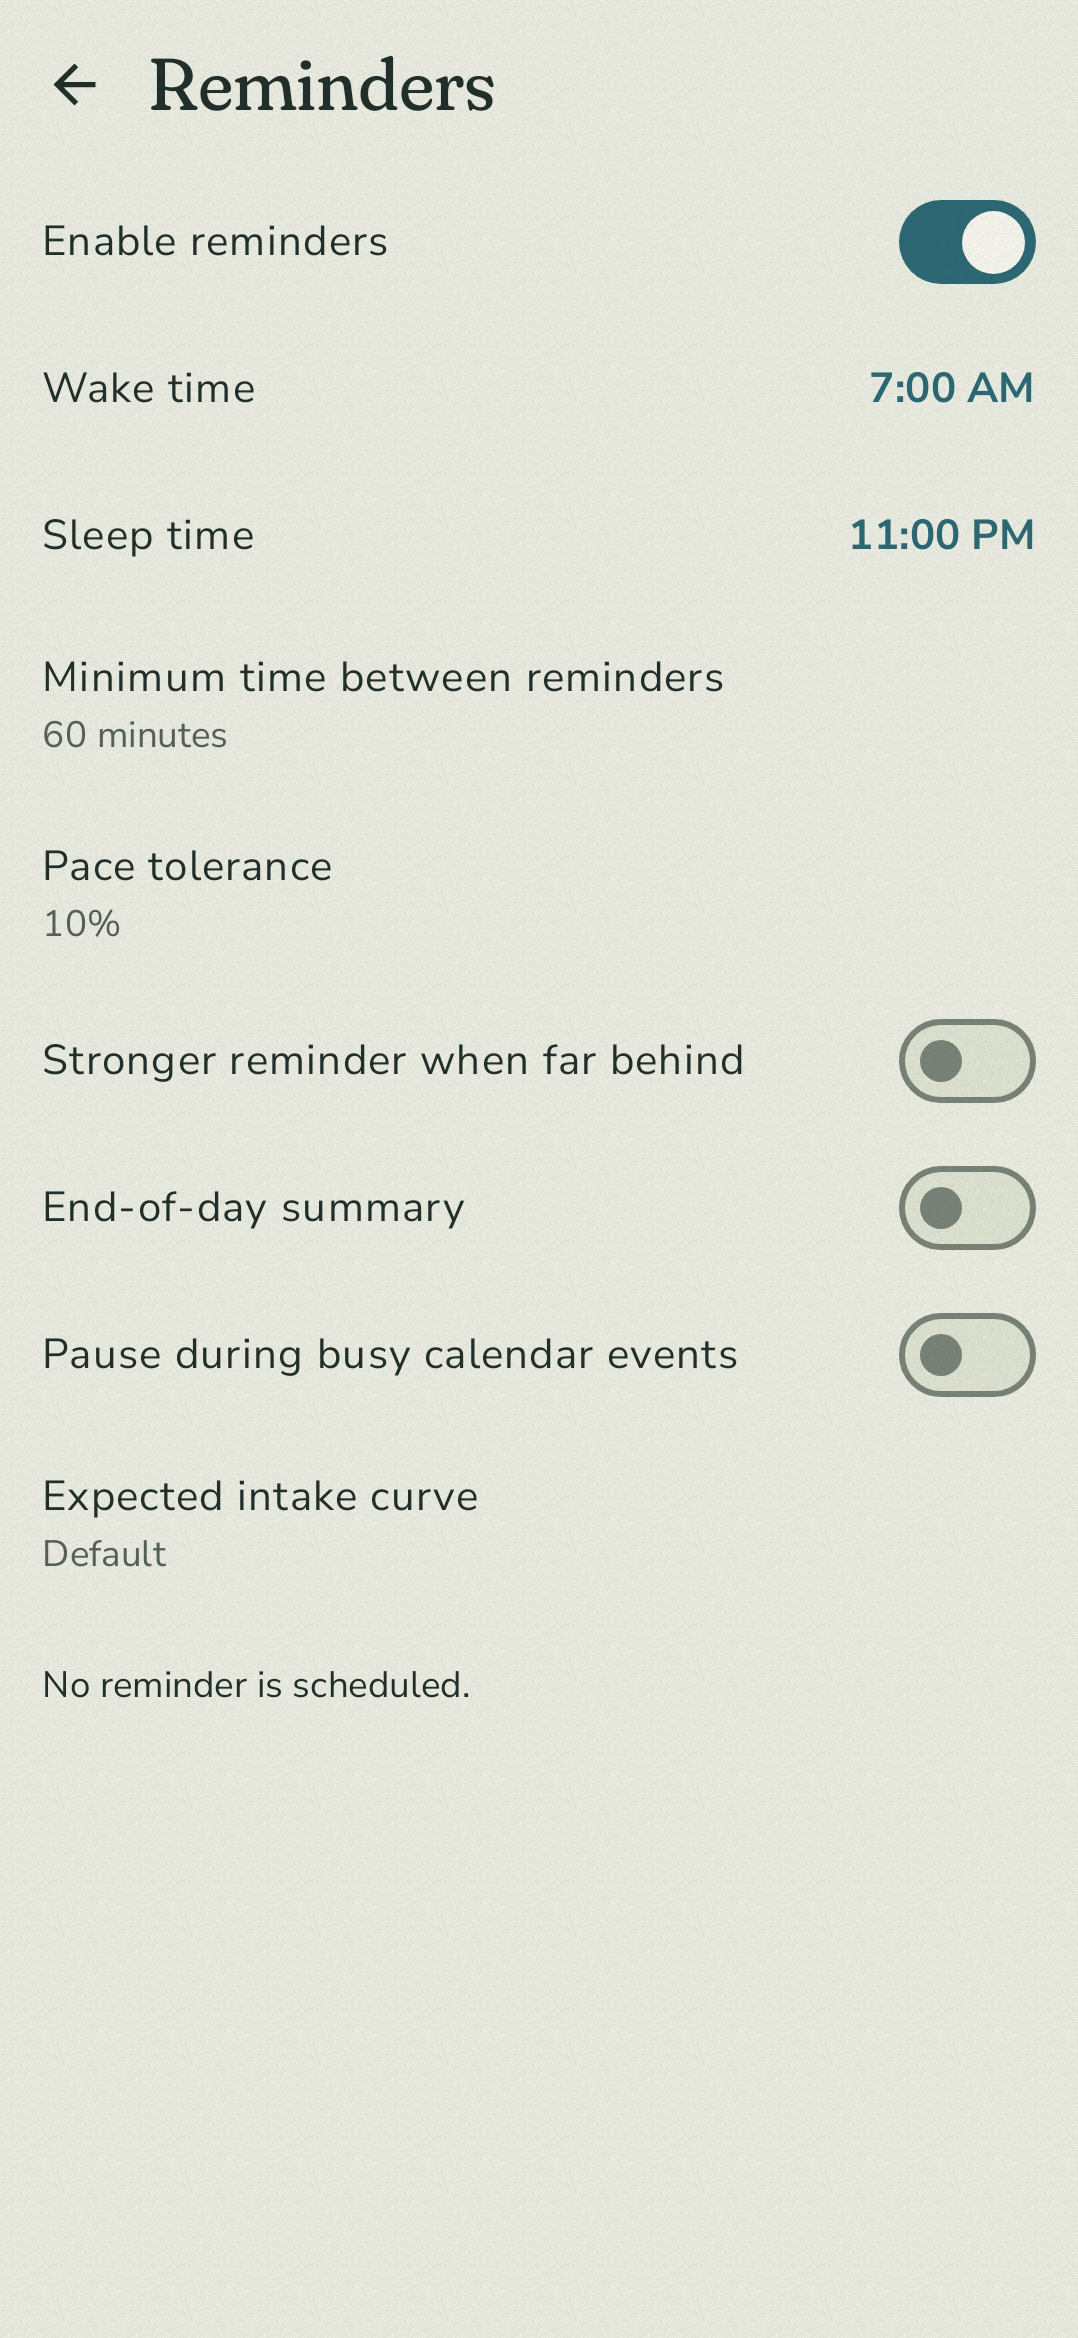 Reminders
Enable reminders
Wake time 7:00 AM
Sleep time 11:00 PM
Minimum time between reminders
60 minutes
Pace tolerance
10%
Stronger reminder when far behind
End-of-day summary
Pause during busy calendar events
Expected intake curve
Default
No reminder is scheduled.